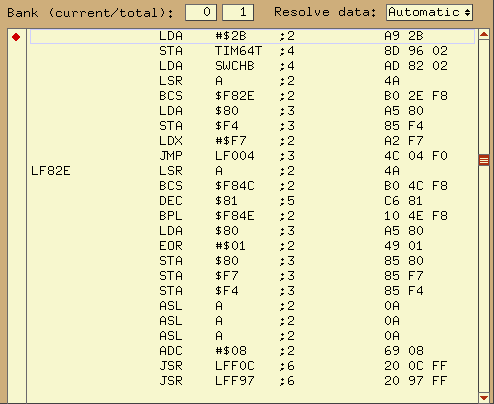 Bank (current/total): 0 1 Resolve data: Automatic
LDA #$2B ;2 A9 2B
STA TIM64T ;4 8D 96 02
LDA SWCHB ;4 AD 82 02
LSR A ;2 4A
BCS $F82E ;2 B0 2E F8
LDA $80 ;3 A5 80
STA $F4 ;3 85 F4
LDX #$F7 ;2 A2 F7
JMP LF004 ;3 4C 04 F0
LF82E LSR A ;2 4A
BCS $F84C ;2 B0 4C F8
DEC $81 ;5 C6 81
BPL $F84E ;2 10 4E F8
LDA $80 ;3 A5 80
EOR #$01 ;2 49 01
STA $80 ;3 85 80
STA $F7 ;3 85 F7
STA $F4 ;3 85 F4
ASL A ;2 0A
ASL A ;2 0A
ASL A ;2 0A
ADC #$08 ;2 69 08
JSR LFF0C ;6 20 0C FF
JSR LFF97 ;6 20 97 FF